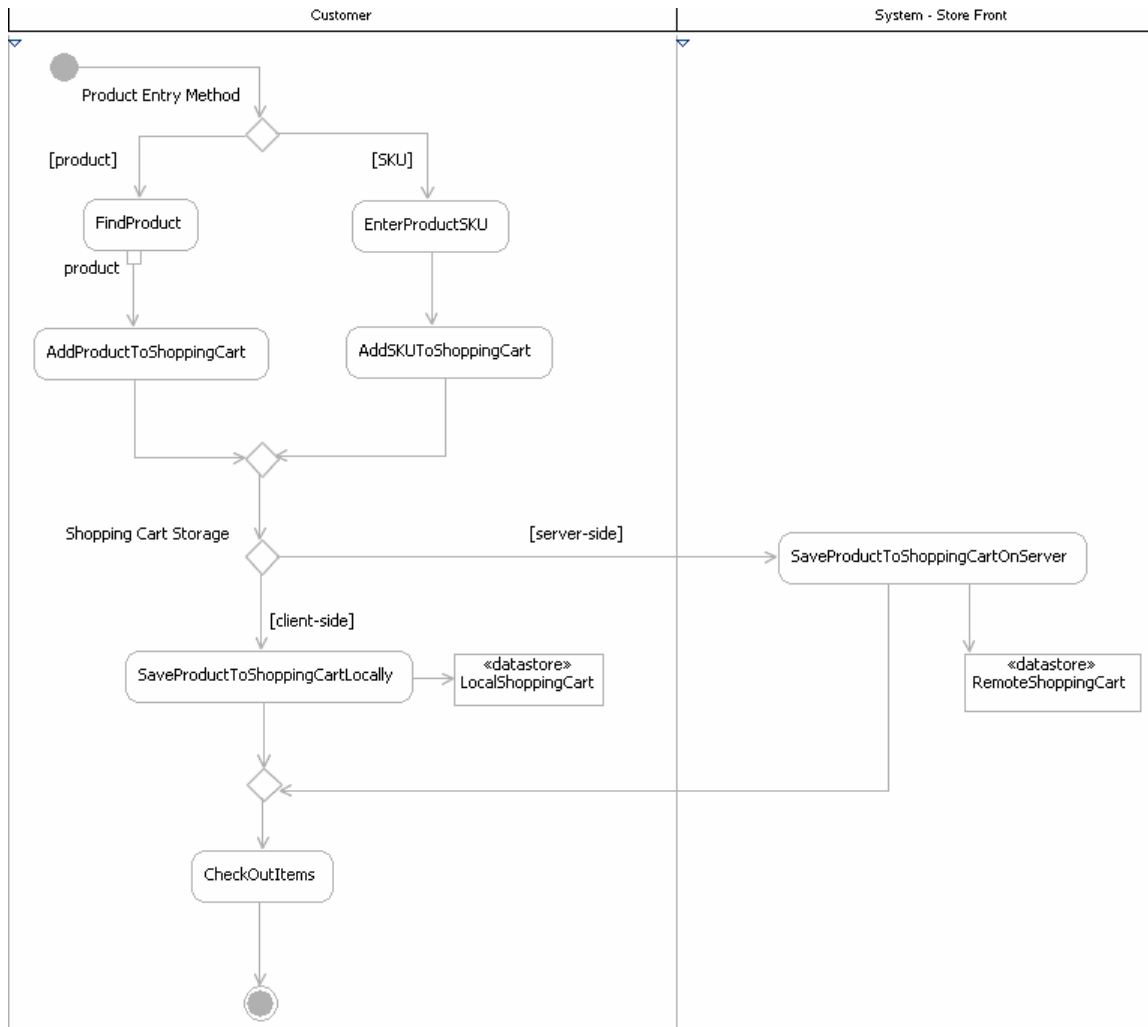 Customer
System - Store Front
Product Entry Method
[product]
[SKU]
FindProduct
EnterProductSKU
product
AddProductToShoppingCart
AddSKUToShoppingCart
Shopping Cart Storage
[server-side]
SaveProductToShoppingCartOnServer
[client-side]
SaveProductToShoppingCartLocally
«datastore»
LocalShoppingCart
«datastore»
RemoteShoppingCart
CheckOutItems